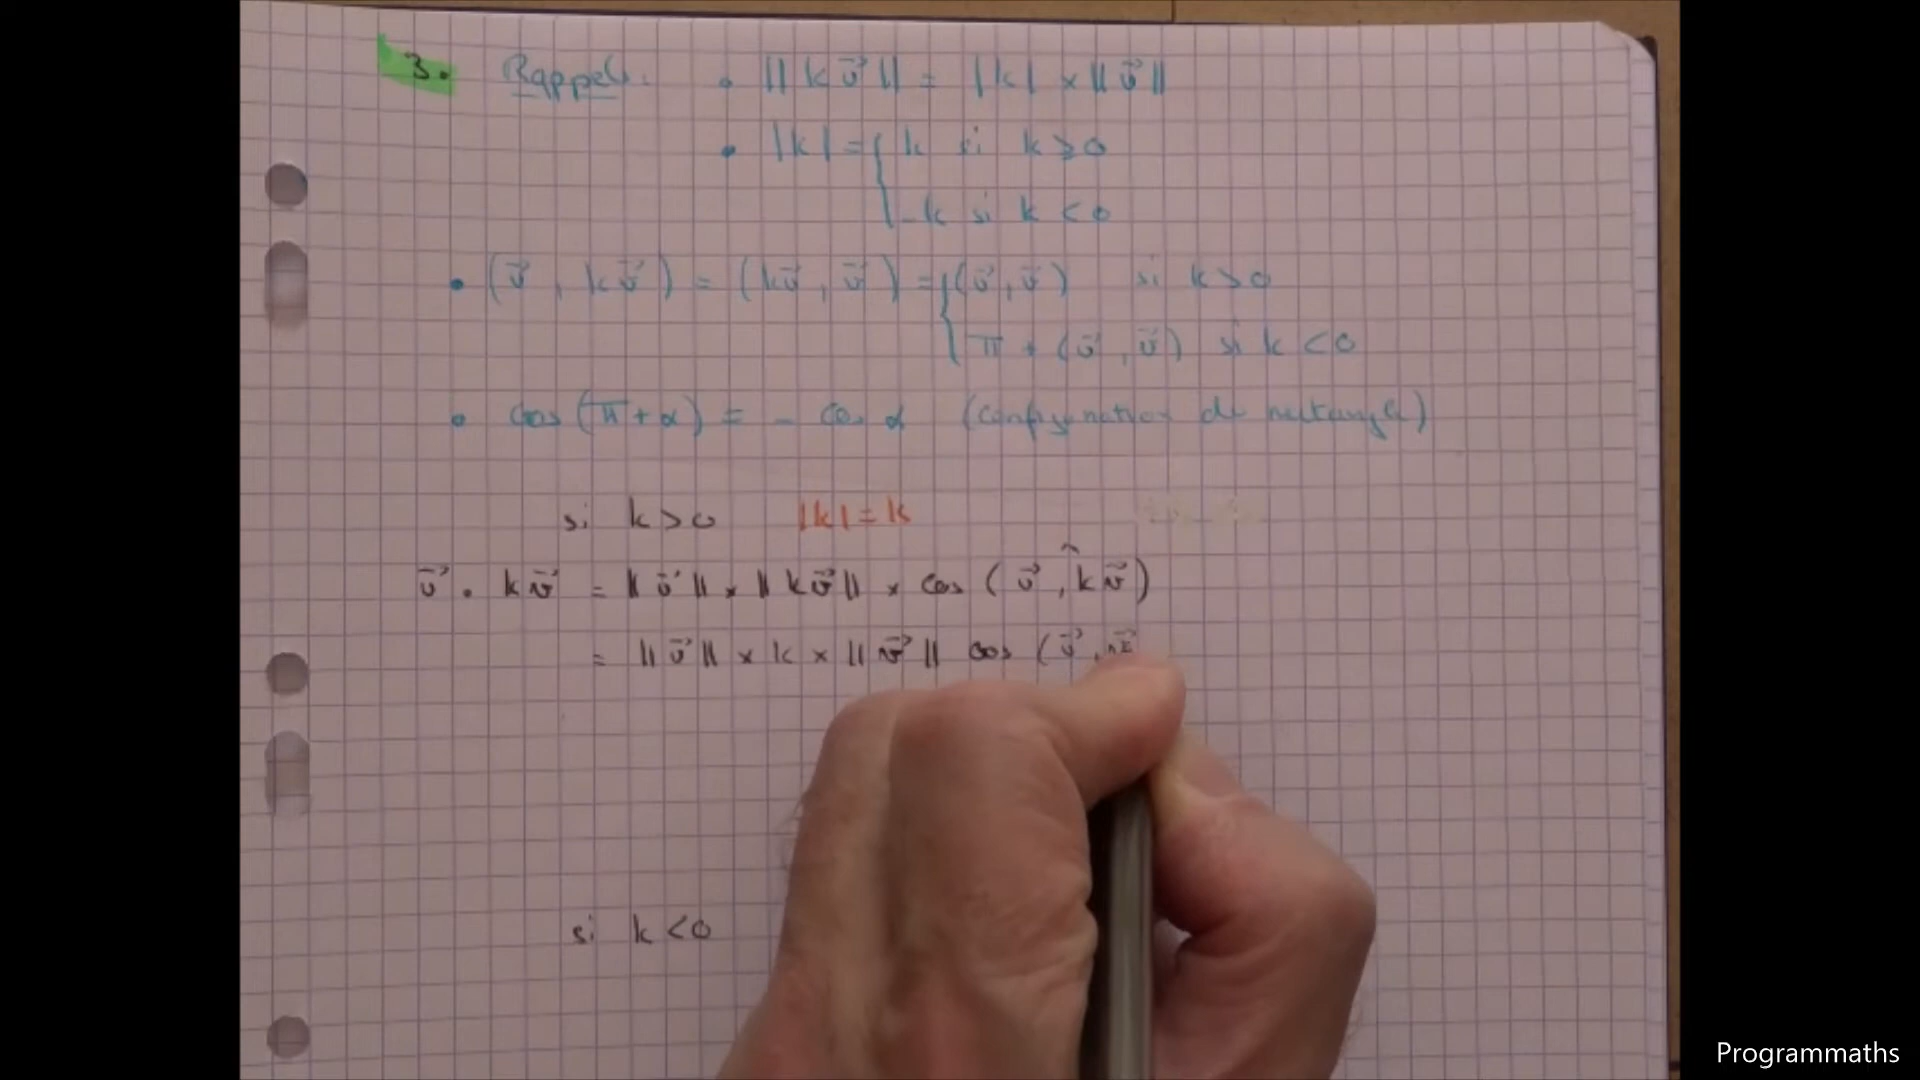 3. Rappels. • || k v⃗ || = |k| × || v⃗ ||
• |k| = { k si k ⩾ 0
-k si k < 0
• (u⃗ , k v⃗) = (k u⃗ , v⃗) = { (u⃗ , v⃗) si k > 0
π + (u⃗ , v⃗) si k < 0
• cos (π + α) = - cos α (configuration du rectangle)
si k > 0 |k| = k
u⃗ . k v⃗ = || u⃗ || × || k v⃗ || × cos ( u⃗ , k v⃗ )
= || u⃗ || × k × || v⃗ || cos ( u⃗ , v⃗
si k < 0
Programmaths